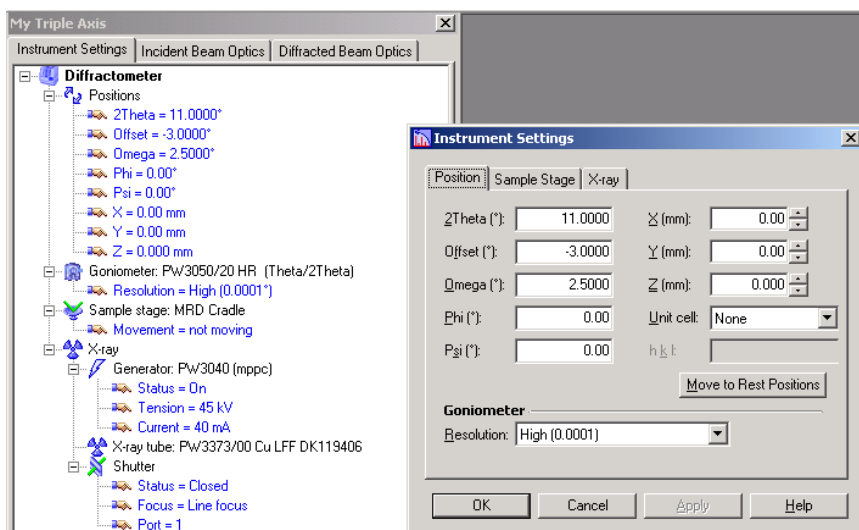 My Triple Axis
Instrument Settings
Incident Beam Optics
Diffracted Beam Optics
Diffractometer
Positions
2Theta = 11.0000°
Offset = -3.0000°
Omega = 2.5000°
Phi = 0.00°
Psi = 0.00°
X = 0.00 mm
Y = 0.00 mm
Z = 0.000 mm
Goniometer: PW3050/20 HR (Theta/2Theta)
Resolution = High (0.0001°)
Sample stage: MRD Cradle
Movement = not moving
X-ray
Generator: PW3040 (mppc)
Status = On
Tension = 45 kV
Current = 40 mA
X-ray tube: PW3373/00 Cu LFF DK119406
Shutter
Status = Closed
Focus = Line focus
Port = 1
Instrument Settings
Position
Sample Stage
X-ray
2Theta (°): 11.0000 X (mm): 0.00
Offset (°): -3.0000 Y (mm): 0.00
Omega (°): 2.5000 Z (mm): 0.000
Phi (°): 0.00 Unit cell: None
Psi (°): 0.00 h k l:
Move to Rest Positions
Goniometer
Resolution: High (0.0001)
OK
Cancel
Apply
Help